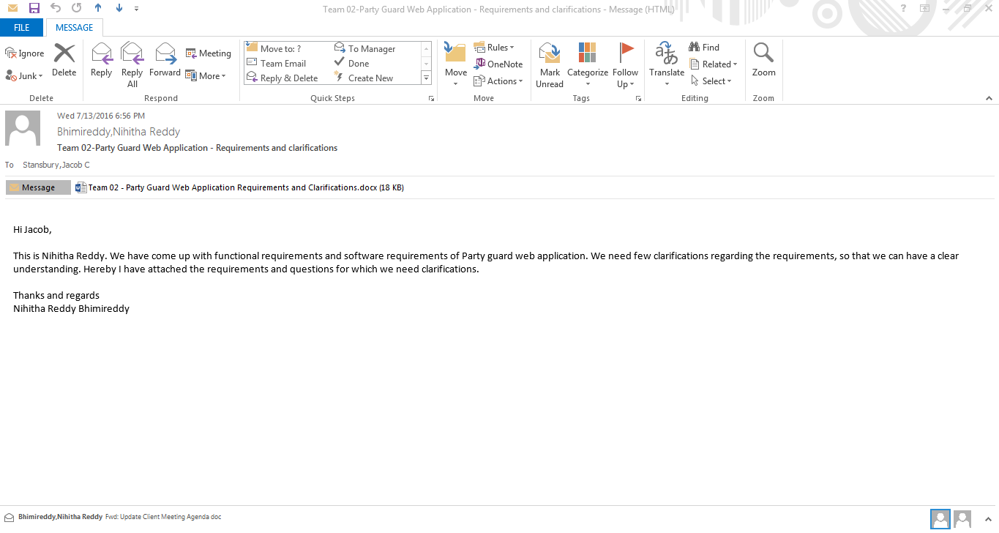 Team 02-Party Guard Web Application - Requirements and clarifications - Message (HTML)
?
FILE MESSAGE
Ignore
Junk
Delete
Delete
Reply
Reply All
Forward
Meeting
More
Respond
Move to: ?
Team Email
Reply & Delete
To Manager
Done
Create New
Quick Steps
Move
Rules
OneNote
Actions
Move
Mark Unread
Categorize
Follow Up
Tags
Translate
Find
Related
Select
Editing
Zoom
Zoom
Wed 7/13/2016 6:56 PM
Bhimireddy,Nihitha Reddy
Team 02-Party Guard Web Application - Requirements and clarifications
To Stansbury,Jacob C
Message
Team 02 - Party Guard Web Application Requirements and Clarifications.docx (18 KB)
Hi Jacob,
This is Nihitha Reddy. We have come up with functional requirements and software requirements of Party guard web application. We need few clarifications regarding the requirements, so that we can have a clear
understanding. Hereby I have attached the requirements and questions for which we need clarifications.
Thanks and regards
Nihitha Reddy Bhimireddy
Bhimireddy,Nihitha Reddy Fwd: Update Client Meeting Agenda doc